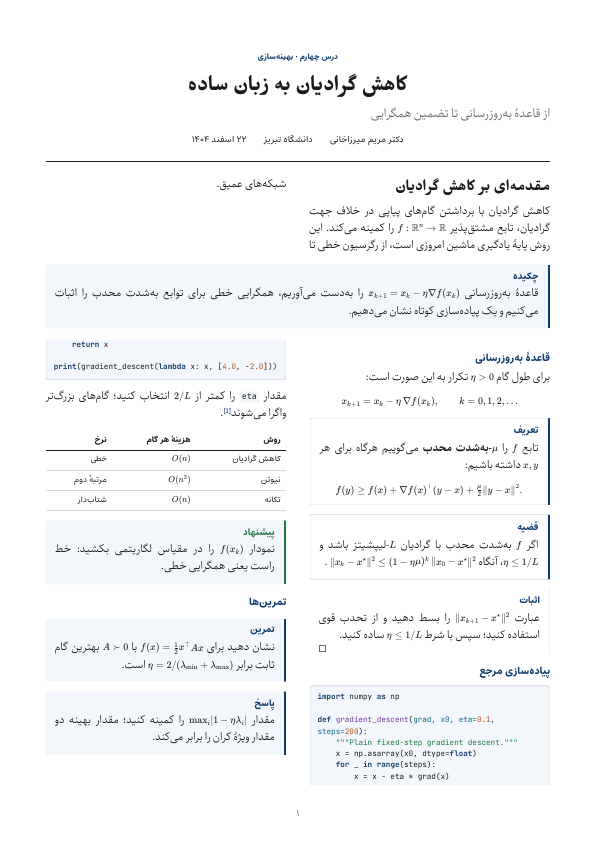 درس چهارم · بهینه‌سازی
کاهش گرادیان به زبان ساده
از قاعدهٔ به‌روزرسانی تا تضمین همگرایی
دکتر مریم میرزاخانی دانشگاه تبریز ۲۲ اسفند ۱۴۰۴
مقدمه‌ای بر کاهش گرادیان
کاهش گرادیان با برداشتن گام‌های پیاپی در خلاف جهت
گرادیان، تابع مشتق‌پذیر f : ℝⁿ → ℝ را کمینه می‌کند. این
روش پایهٔ یادگیری ماشین امروزی است، از رگرسیون خطی تا
شبکه‌های عمیق.
چکیده
قاعدهٔ به‌روزرسانی x_{k+1} = x_k − η∇f(x_k) را به‌دست می‌آوریم، همگرایی خطی برای توابع به‌شدت محدب را اثبات
می‌کنیم و یک پیاده‌سازی کوتاه نشان می‌دهیم.
قاعدهٔ به‌روزرسانی
برای طول گام η > 0 تکرار به این صورت است:
x_{k+1} = x_k − η ∇f(x_k), k = 0, 1, 2, …
تعریف
تابع f را μ-به‌شدت محدب می‌گوییم هرگاه برای هر
x, y داشته باشیم:
f(y) ≥ f(x) + ∇f(x)^⊤(y − x) + μ/2 ‖y − x‖².
قضیه
اگر f به‌شدت محدب با گرادیان L-لیپشیتز باشد و
η ≤ 1/L، آنگاه ‖x_k − x*‖² ≤ (1 − ημ)^k ‖x_0 − x*‖² .
اثبات
عبارت ‖x_{k+1} − x*‖² را بسط دهید و از تحدب قوی
استفاده کنید؛ سپس با شرط η ≤ 1/L ساده کنید.
□
پیاده‌سازی مرجع
import numpy as np
def gradient_descent(grad, x0, eta=0.1,
steps=200):
"""Plain fixed-step gradient descent."""
x = np.asarray(x0, dtype=float)
for _ in range(steps):
x = x - eta * grad(x)
return x
print(gradient_descent(lambda x: x, [4.0, -2.0]))
مقدار eta را کمتر از 2/L انتخاب کنید؛ گام‌های بزرگ‌تر
واگرا می‌شوند[1].
روش هزینهٔ هر گام نرخ
کاهش گرادیان O(n) خطی
نیوتن O(n³) مرتبهٔ دوم
تکانه O(n) شتاب‌دار
پیشنهاد
نمودار f(x_k) را در مقیاس لگاریتمی بکشید: خط
راست یعنی همگرایی خطی.
تمرین‌ها
تمرین
نشان دهید برای f(x) = ½x^⊤Ax با A ≻ 0 بهترین گام
ثابت برابر η = 2/(λ_min + λ_max) است.
پاسخ
مقدار max_i|1 − ηλ_i| را کمینه کنید؛ مقدار بهینه دو
مقدار ویژهٔ کران را برابر می‌کند.
۱